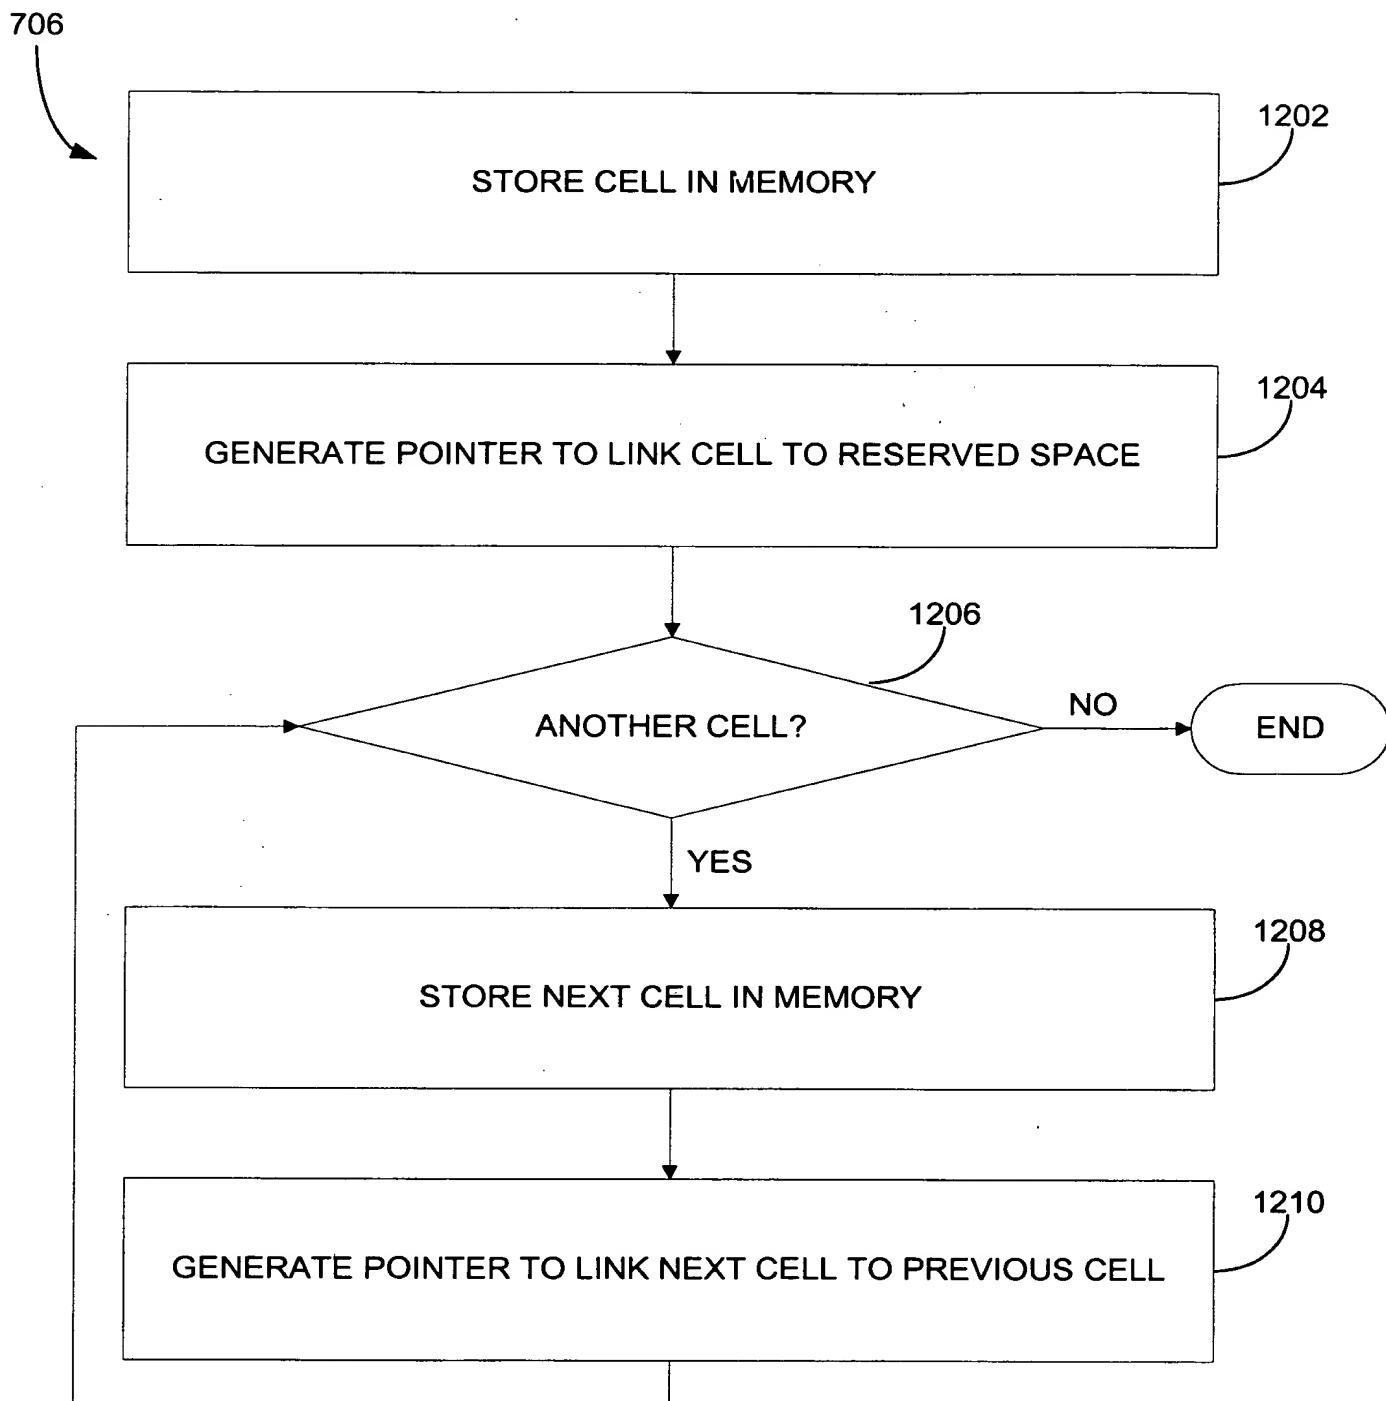 706
1202
STORE CELL IN MEMORY
1204
GENERATE POINTER TO LINK CELL TO RESERVED SPACE
1206
ANOTHER CELL?
NO
END
YES
1208
STORE NEXT CELL IN MEMORY
1210
GENERATE POINTER TO LINK NEXT CELL TO PREVIOUS CELL